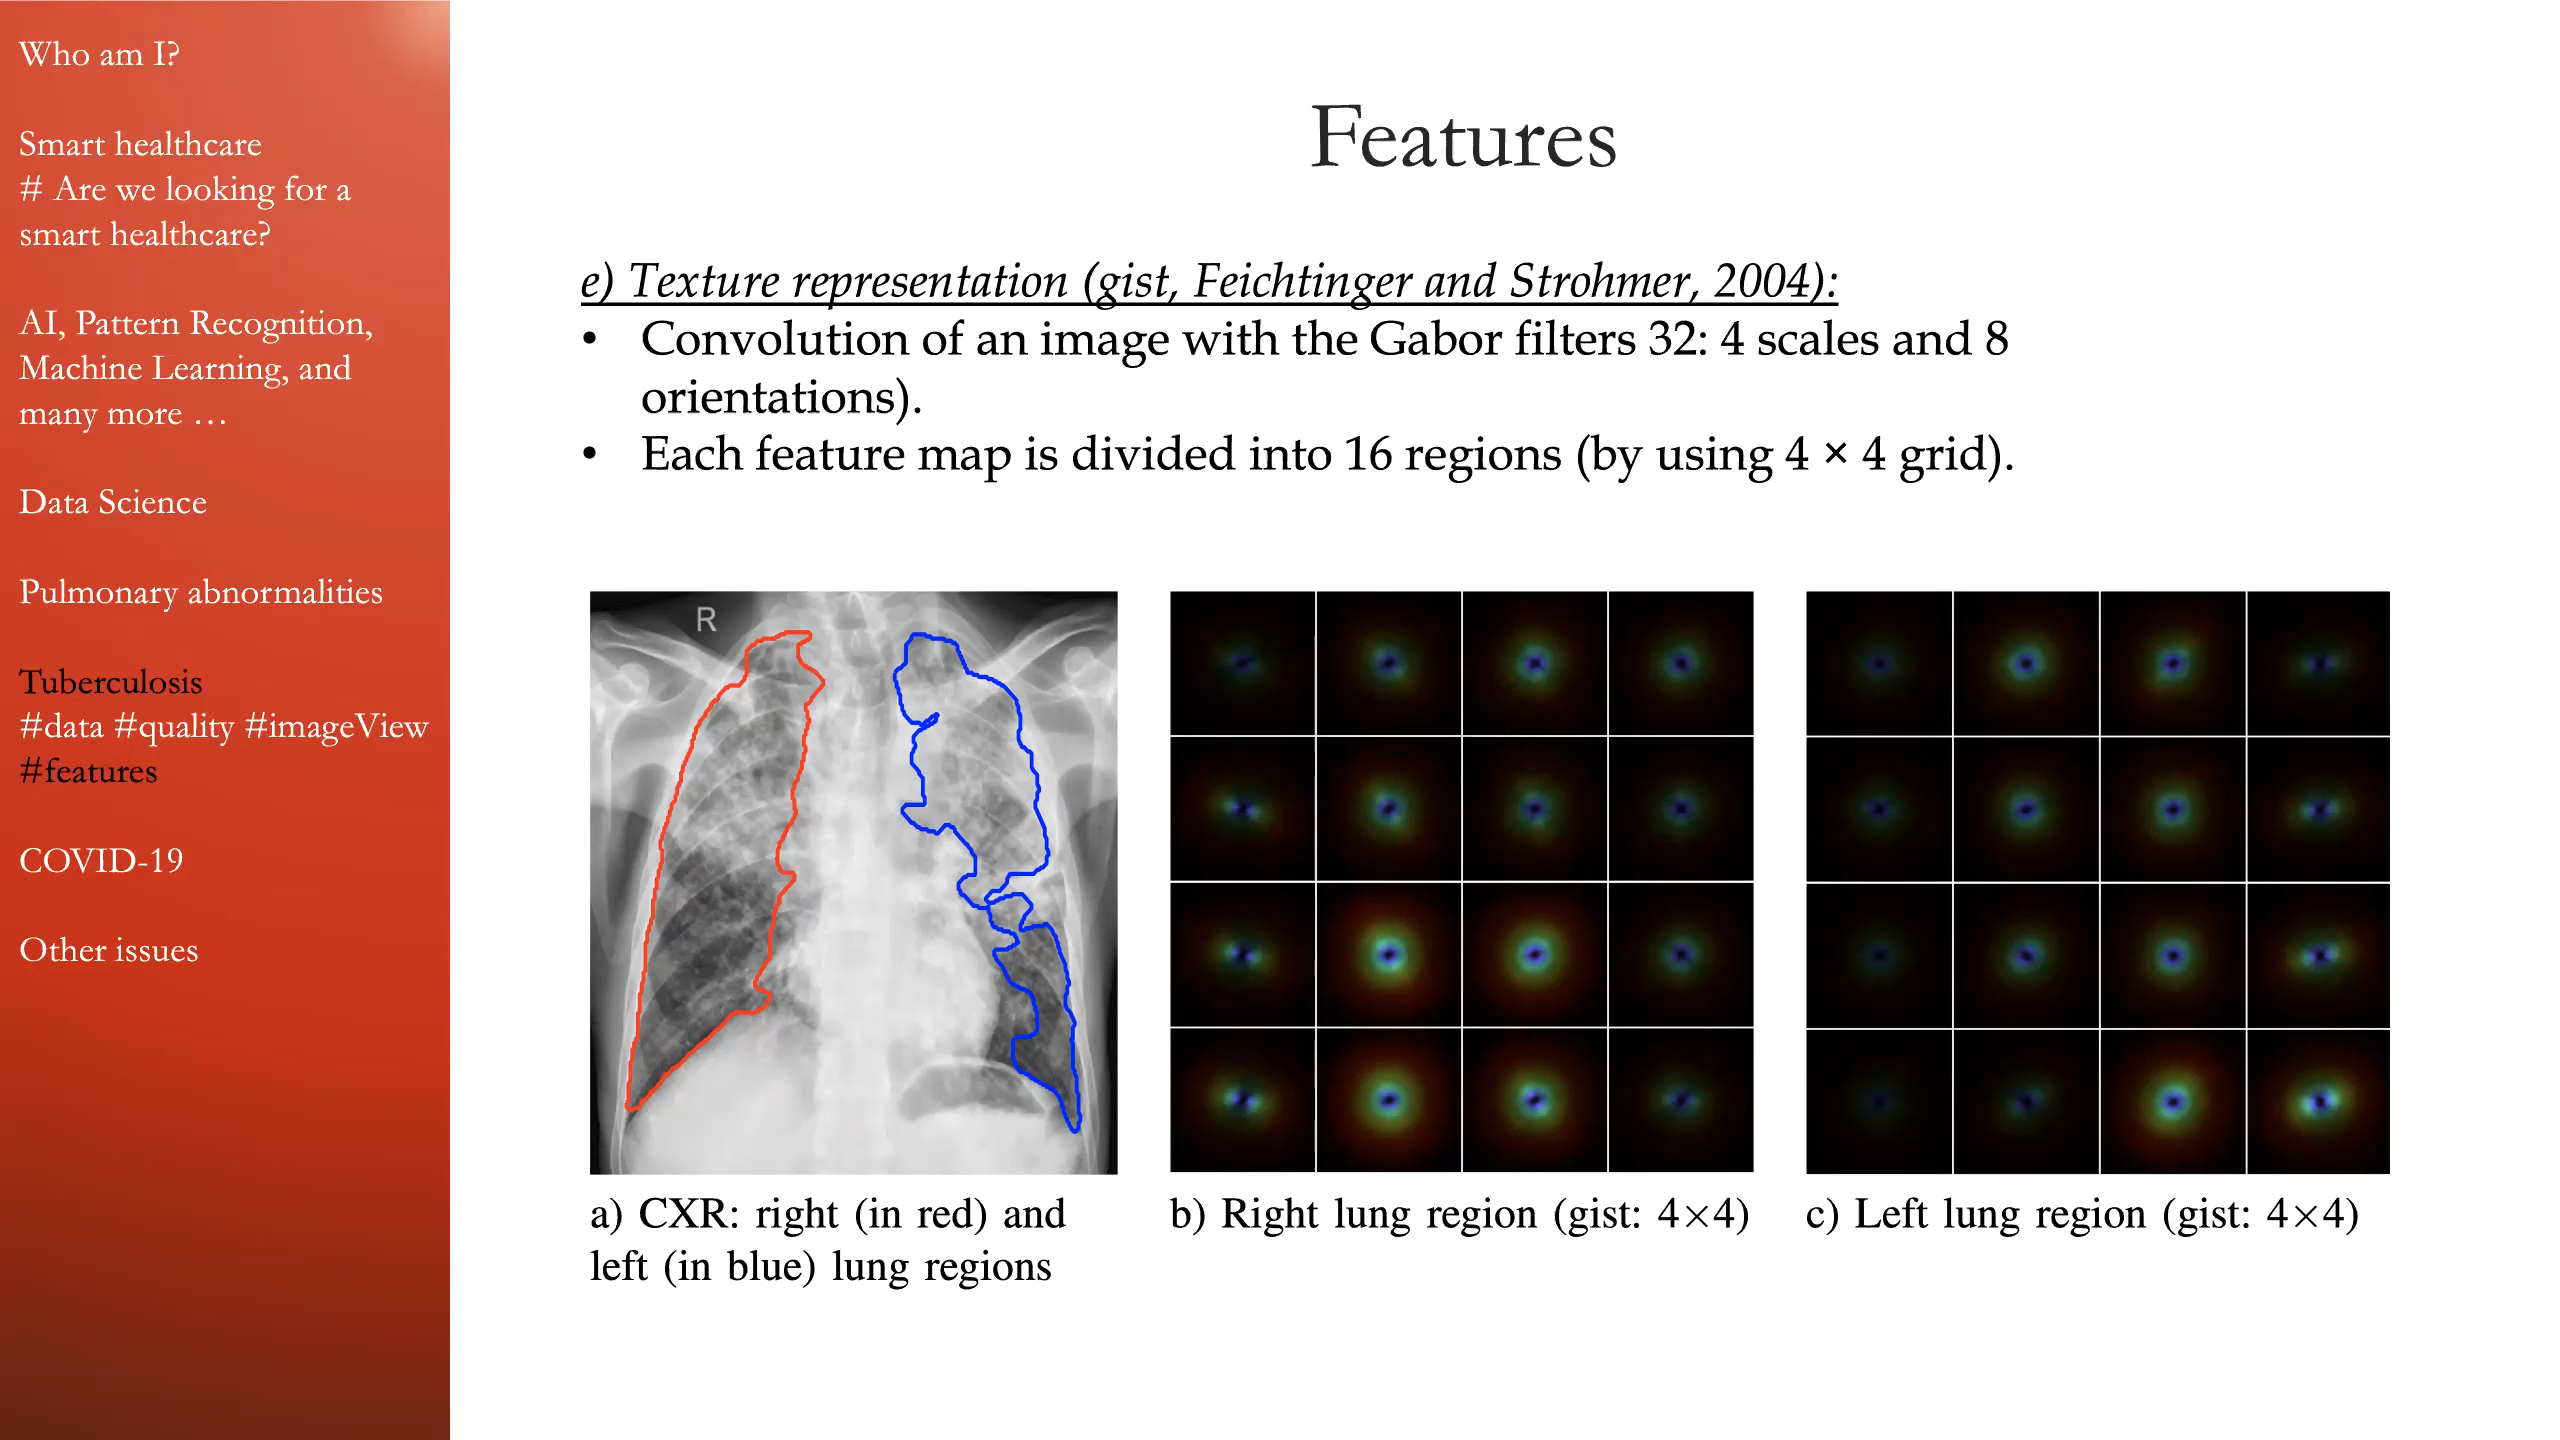 Who am I?
Smart healthcare
# Are we looking for a
smart healthcare?
AI, Pattern Recognition,
Machine Learning, and
many more …
Data Science
Pulmonary abnormalities
Tuberculosis
#data #quality #imageView
#features
COVID-19
Other issues
Features
e) Texture representation (gist, Feichtinger and Strohmer, 2004):
• Convolution of an image with the Gabor filters 32: 4 scales and 8
orientations).
• Each feature map is divided into 16 regions (by using 4 × 4 grid).
R
a) CXR: right (in red) and
left (in blue) lung regions
b) Right lung region (gist: 4×4)
c) Left lung region (gist: 4×4)